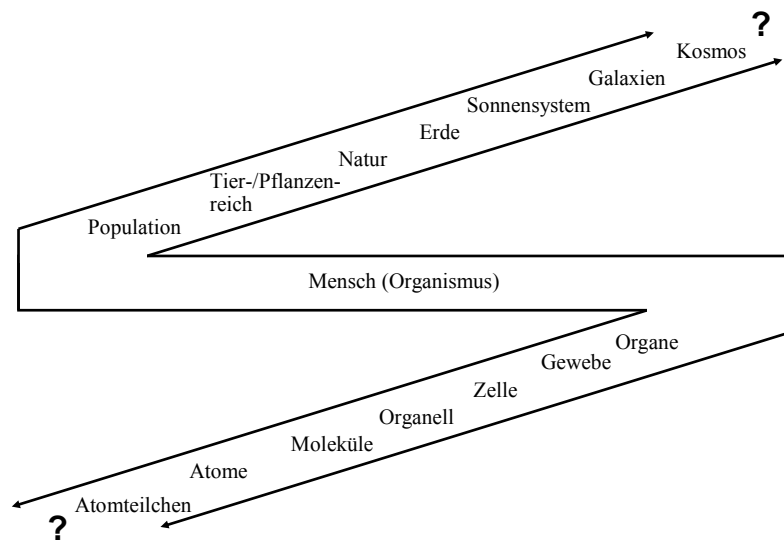 ?
Kosmos
Galaxien
Sonnensystem
Erde
Natur
Tier-/Pflanzen-
reich
Population
Mensch (Organismus)
Organe
Gewebe
Zelle
Organell
Moleküle
Atome
Atomteilchen
?